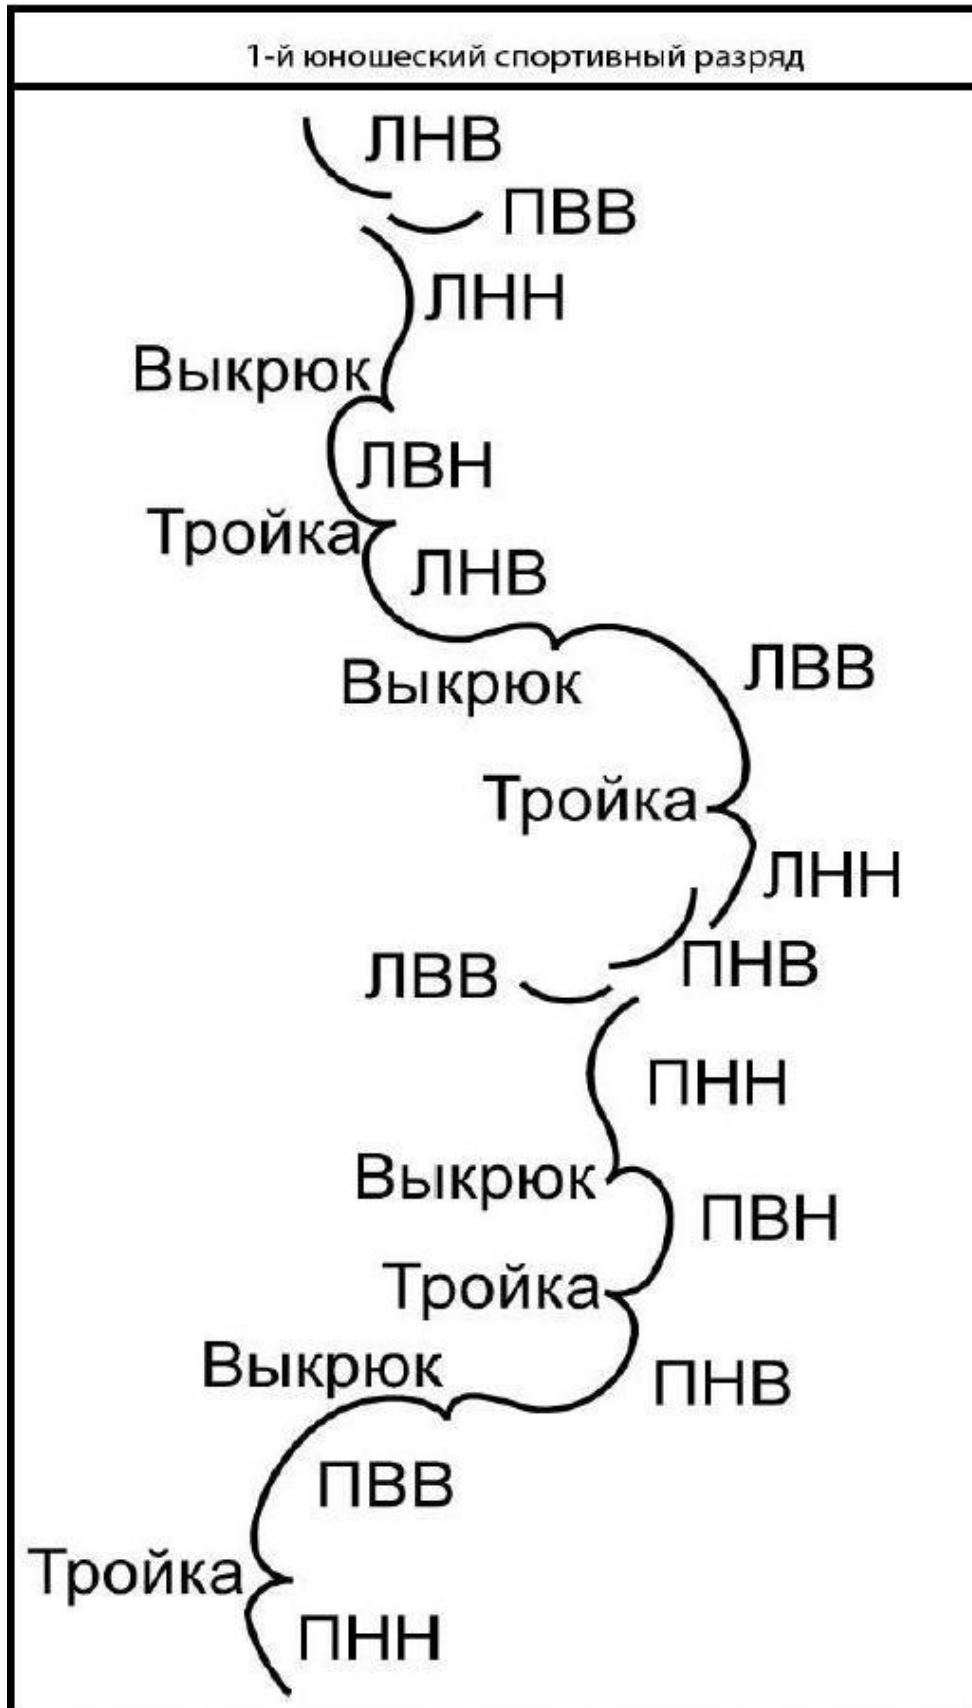 1-й юношеский спортивный разряд
ЛНВ
ПВВ
ЛНН
Выкрюк
ЛВН
Тройка
ЛНВ
ЛВВ
Выкрюк
Тройка
ЛНН
ПНВ
ЛВВ
ПНН
Выкрюк
ПВН
Тройка
Выкрюк
ПНВ
ПВВ
Тройка
ПНН